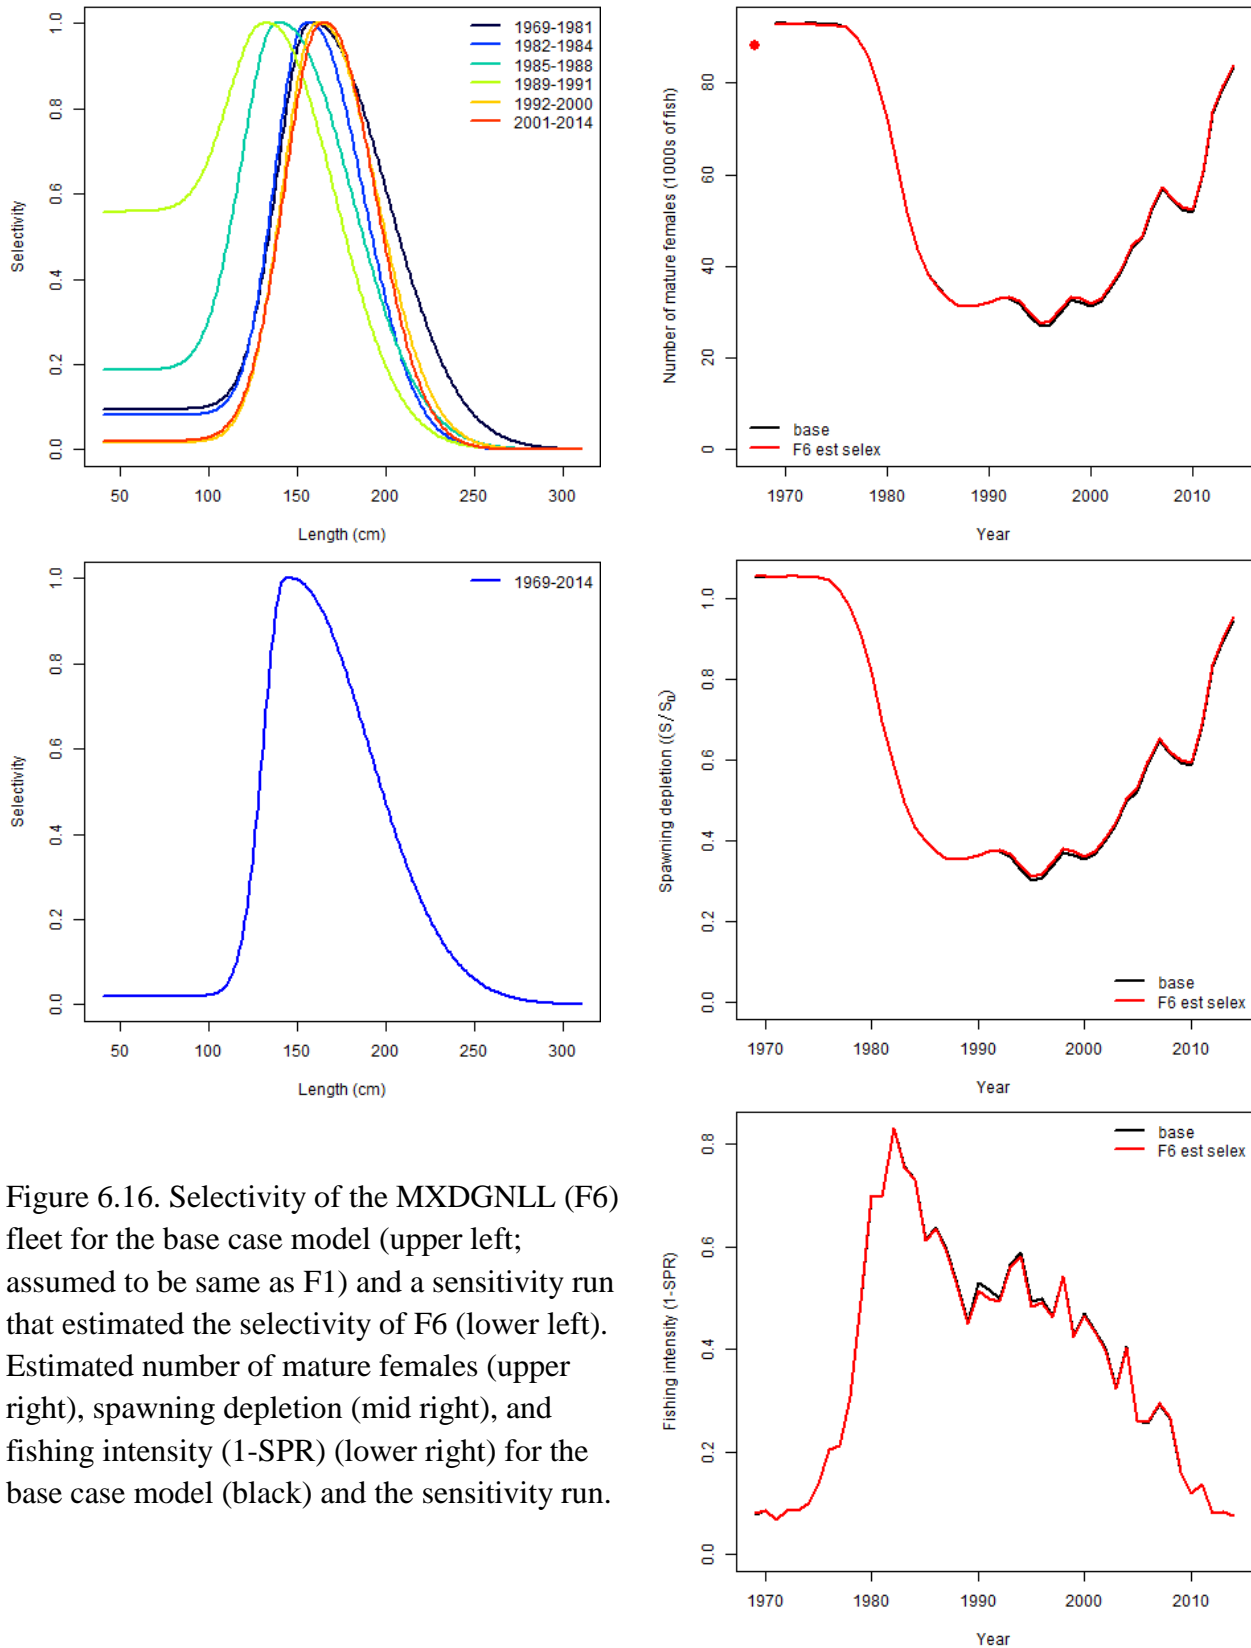 1969-1981
1982-1984
1985-1988
1989-1991
1992-2000
2001-2014
Selectivity
0.0
0.2
0.4
0.6
0.8
1.0
50
100
150
200
250
300
Length (cm)
Number of mature females (1000s of fish)
0
20
40
60
80
base
F6 est selex
1970
1980
1990
2000
2010
Year
1969-2014
Selectivity
0.0
0.2
0.4
0.6
0.8
1.0
50
100
150
200
250
300
Length (cm)
Spawning depletion ((S / S0)
0.0
0.2
0.4
0.6
0.8
1.0
base
F6 est selex
1970
1980
1990
2000
2010
Year
Figure 6.16. Selectivity of the MXDGNLL (F6)
fleet for the base case model (upper left;
assumed to be same as F1) and a sensitivity run
that estimated the selectivity of F6 (lower left).
Estimated number of mature females (upper
right), spawning depletion (mid right), and
fishing intensity (1-SPR) (lower right) for the
base case model (black) and the sensitivity run.
base
F6 est selex
Fishing intensity (1-SPR)
0.0
0.2
0.4
0.6
0.8
1970
1980
1990
2000
2010
Year